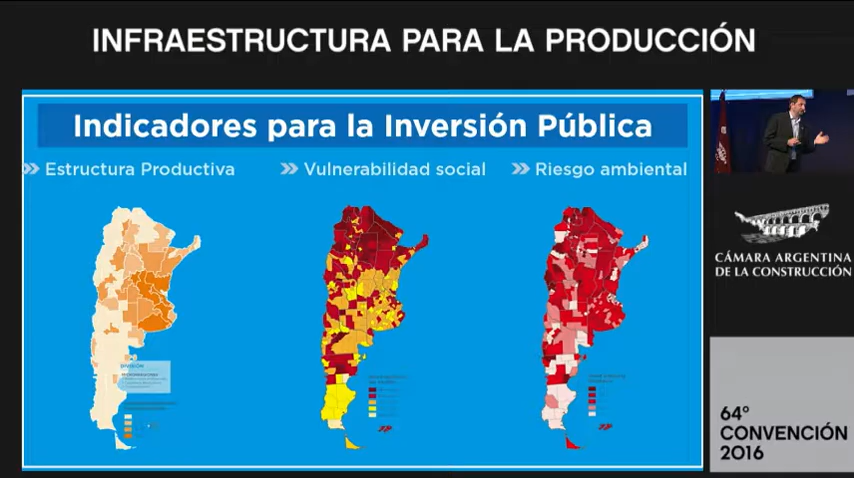 INFRAESTRUCTURA PARA LA PRODUCCIÓN
Indicadores para la Inversión Pública
Estructura Productiva
Vulnerabilidad social
Riesgo ambiental
CÁMARA ARGENTINA
DE LA CONSTRUCCIÓN
64º
CONVENCIÓN
2016